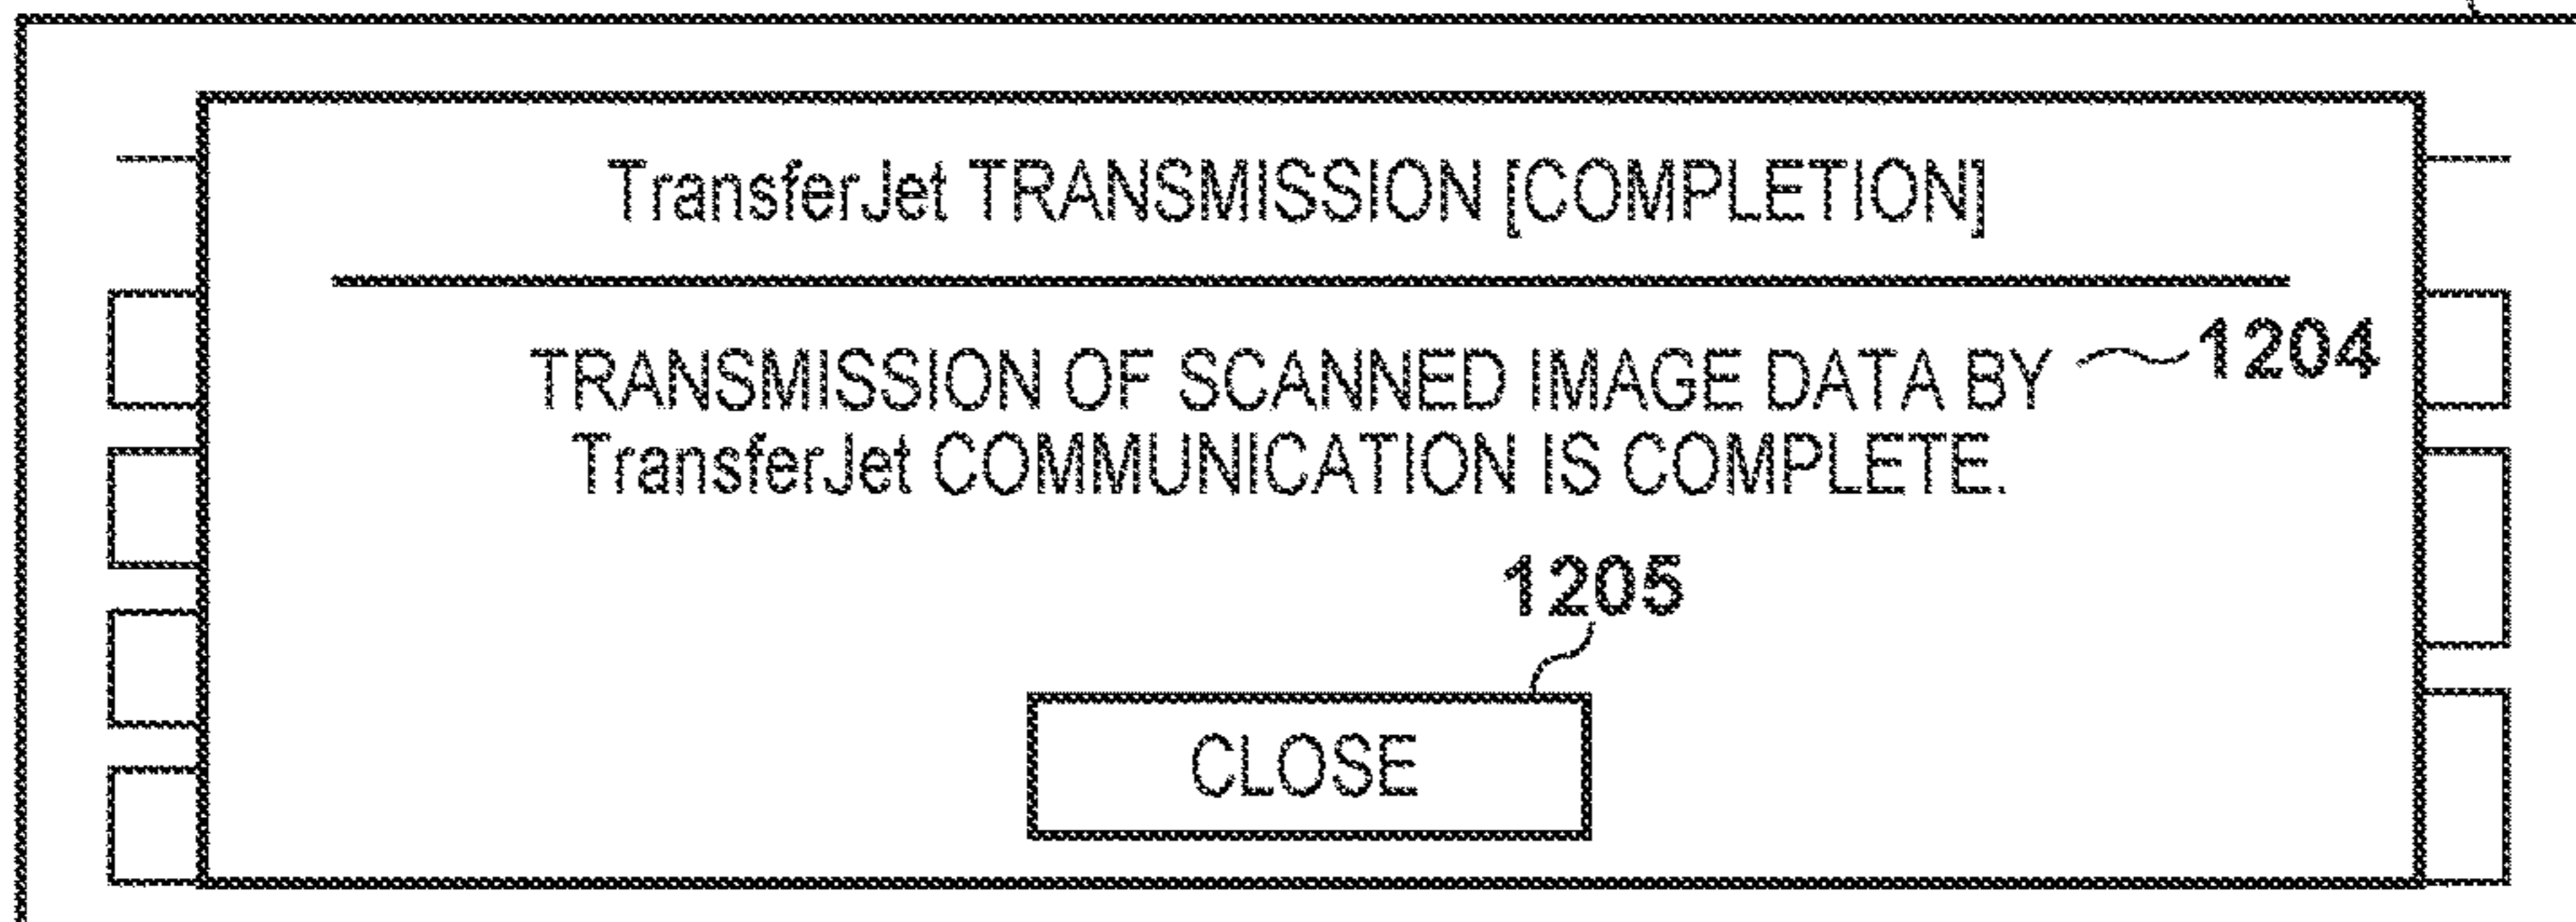 TransferJet TRANSMISSION [COMPLETION]
TRANSMISSION OF SCANNED IMAGE DATA BY 1204
TransferJet COMMUNICATION IS COMPLETE.
1205
CLOSE